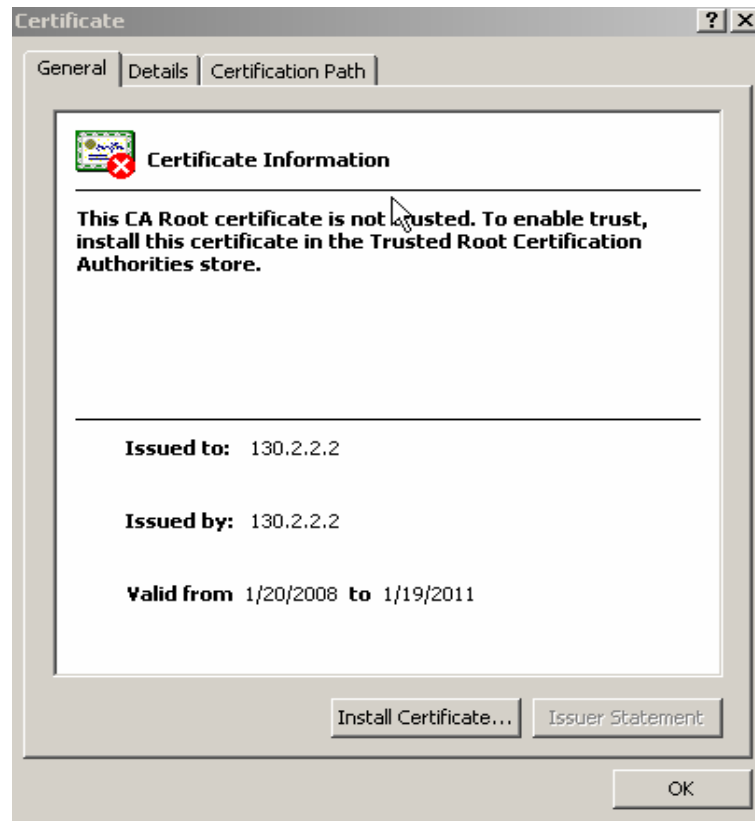 Certificate
? X
General Details Certification Path
Certificate Information
This CA Root certificate is not trusted. To enable trust,
install this certificate in the Trusted Root Certification
Authorities store.
Issued to: 130.2.2.2
Issued by: 130.2.2.2
Valid from 1/20/2008 to 1/19/2011
Install Certificate... Issuer Statement
OK